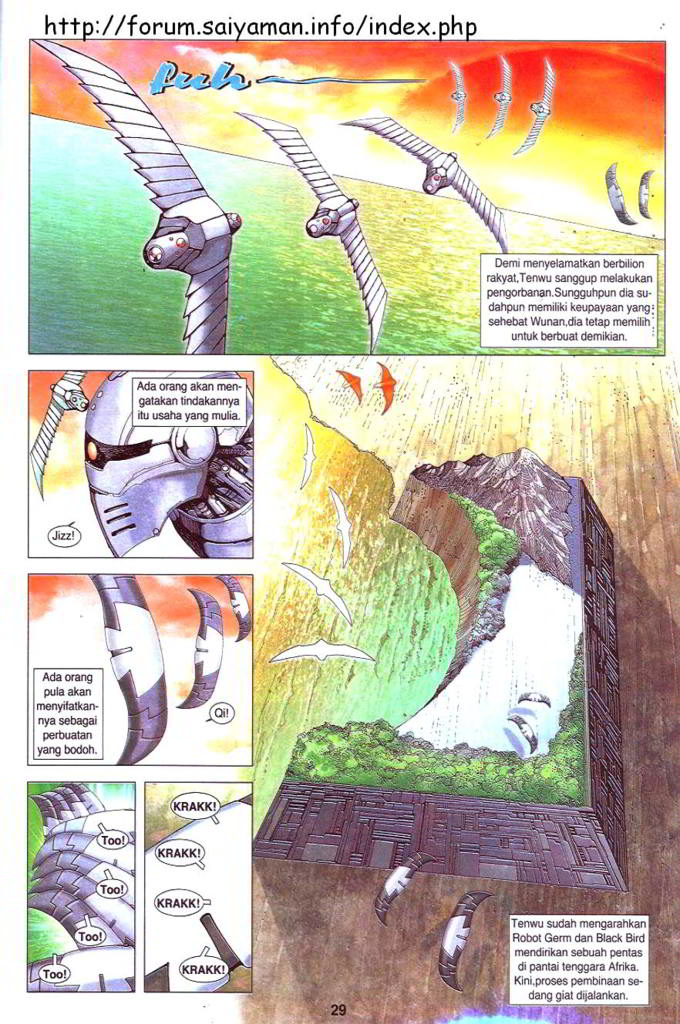 http://forum.saiyaman.info/index.php
fuh
Demi menyelamatkan berbilion
rakyat,Tenwu sanggup melakukan
pengorbanan.Sungguhpun dia su-
dahpun memiliki keupayaan yang
sehebat Wunan,dia tetap memilih
untuk berbuat demikian.
Ada orang akan men-
gatakan tindakannya
itu usaha yang mulia.
Jizz!
Ada orang
pula akan
menyifatkan-
nya sebagai
perbuatan
yang bodoh.
Qi!
Too!
Too!
Too!
Too!
KRAKK!
KRAKK!
KRAKK!
KRAKK!
Tenwu sudah mengarahkan
Robot Germ dan Black Bird
mendirikan sebuah pentas
di pantai tenggara Afrika.
Kini,proses pembinaan se-
dang giat dijalankan.
29